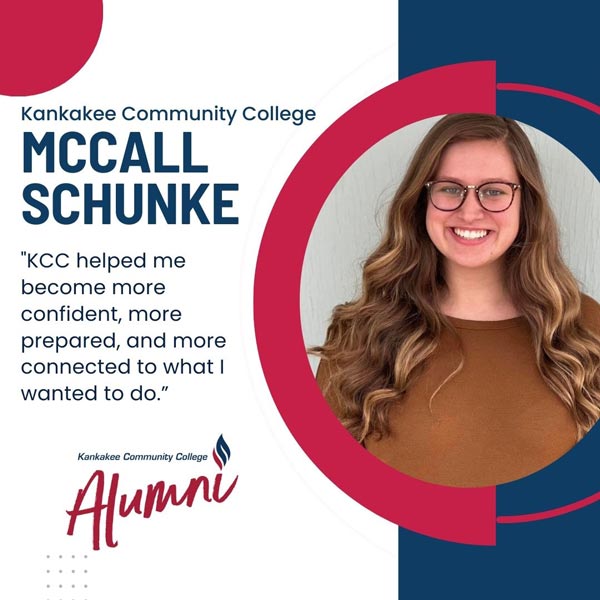 Kankakee Community College
MCCALL
SCHUNKE
"KCC helped me
become more
confident, more
prepared, and more
connected to what I
wanted to do.”
Kankakee Community College
Alumni